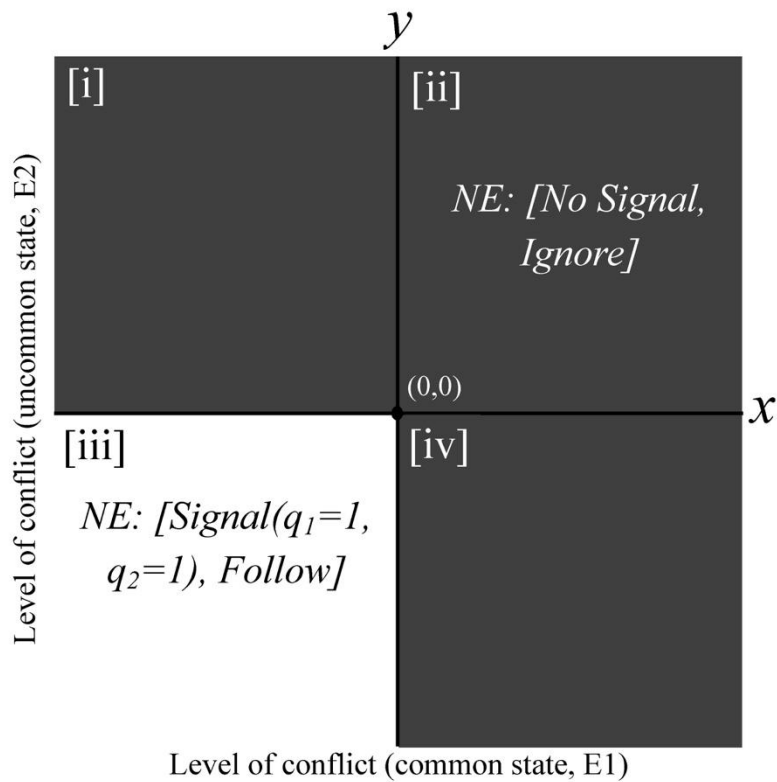 y
[i]
[ii]
NE: [No Signal,
Ignore]
Level of conflict (uncommon state, E2)
(0,0)
x
[iii]
[iv]
NE: [Signal(q₁=1,
q₂=1), Follow]
Level of conflict (common state, E1)